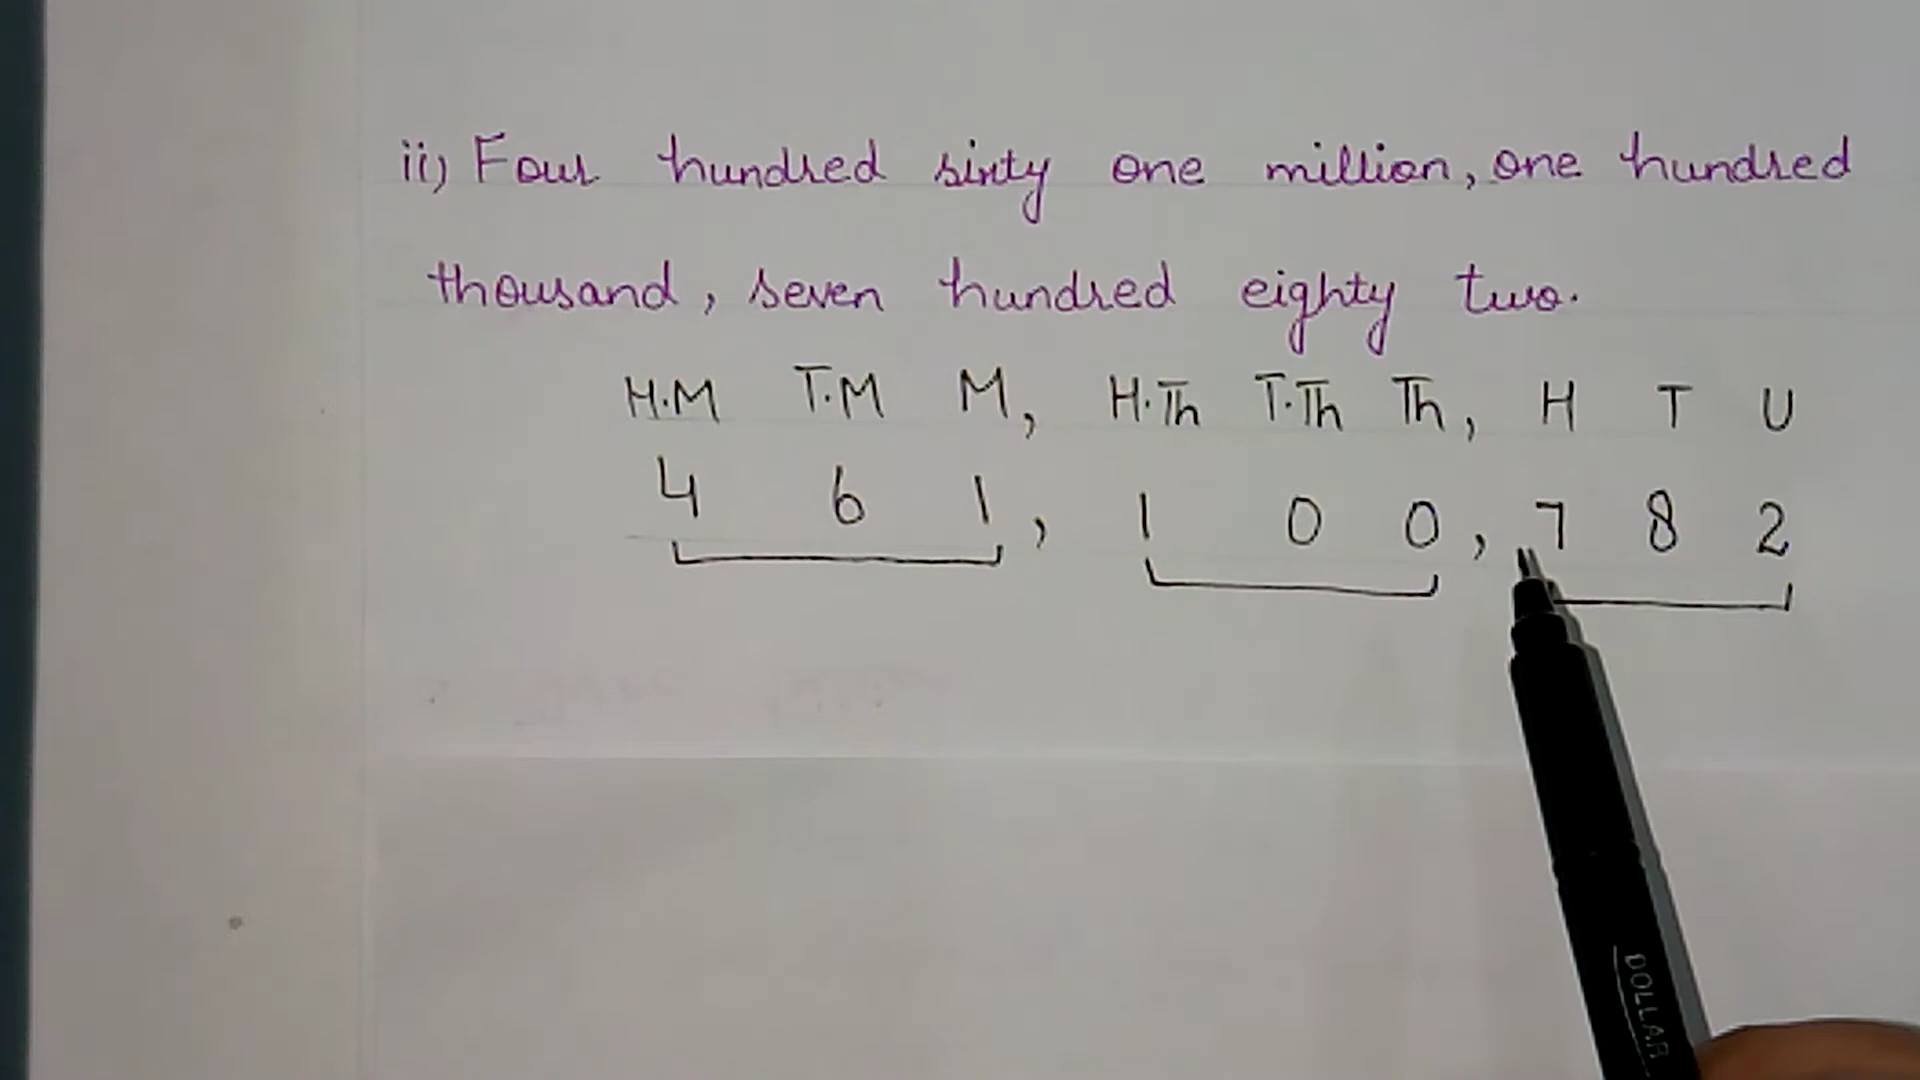 ii) Four hundred sixty one million, one hundred
thousand, seven hundred eighty two.
H.M T.M M, H.Th T.Th Th, H T U
4 6 1, 1 0 0, 7 8 2
DOLLAR